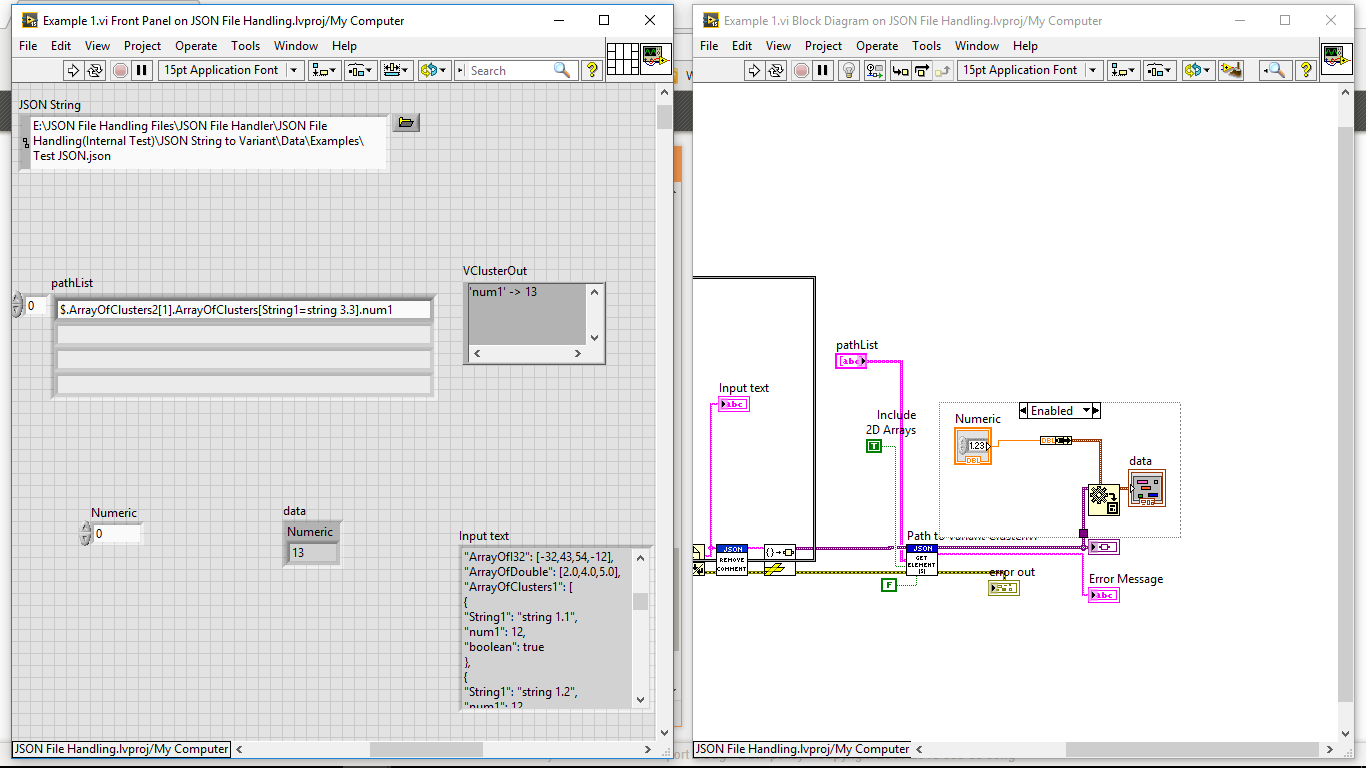 Example 1.vi Front Panel on JSON File Handling.lvproj/My Computer
File Edit View Project Operate Tools Window Help
15pt Application Font
Search
?
JSON String
E:\JSON File Handling Files\JSON File Handler\JSON File
Handling(Internal Test)\JSON String to Variant\Data\Examples\
Test JSON.json
pathList
0
$.ArrayOfClusters2[1].ArrayOfClusters[String1=string 3.3].num1
VClusterOut
'num1' -> 13
Numeric
0
data
Numeric
13
Input text
"ArrayOfI32": [-32,43,54,-12],
"ArrayOfDouble": [2.0,4.0,5.0],
"ArrayOfClusters1": [
{
"String1": "string 1.1",
"num1": 12,
"boolean": true
},
{
"String1": "string 1.2",
"num1": 12
JSON File Handling.lvproj/My Computer
Example 1.vi Block Diagram on JSON File Handling.lvproj/My Computer
File Edit View Project Operate Tools Window Help
15pt Application Font
?
pathList
abc
Input text
abc
Include
2D Arrays
T
Enabled
Numeric
1.23
DBL
DBL
data
JSON
REMOVE
COMMENT
JSON
GET
ELEMENT
(S)
F
error out
Error Message
abc
JSON File Handling.lvproj/My Computer